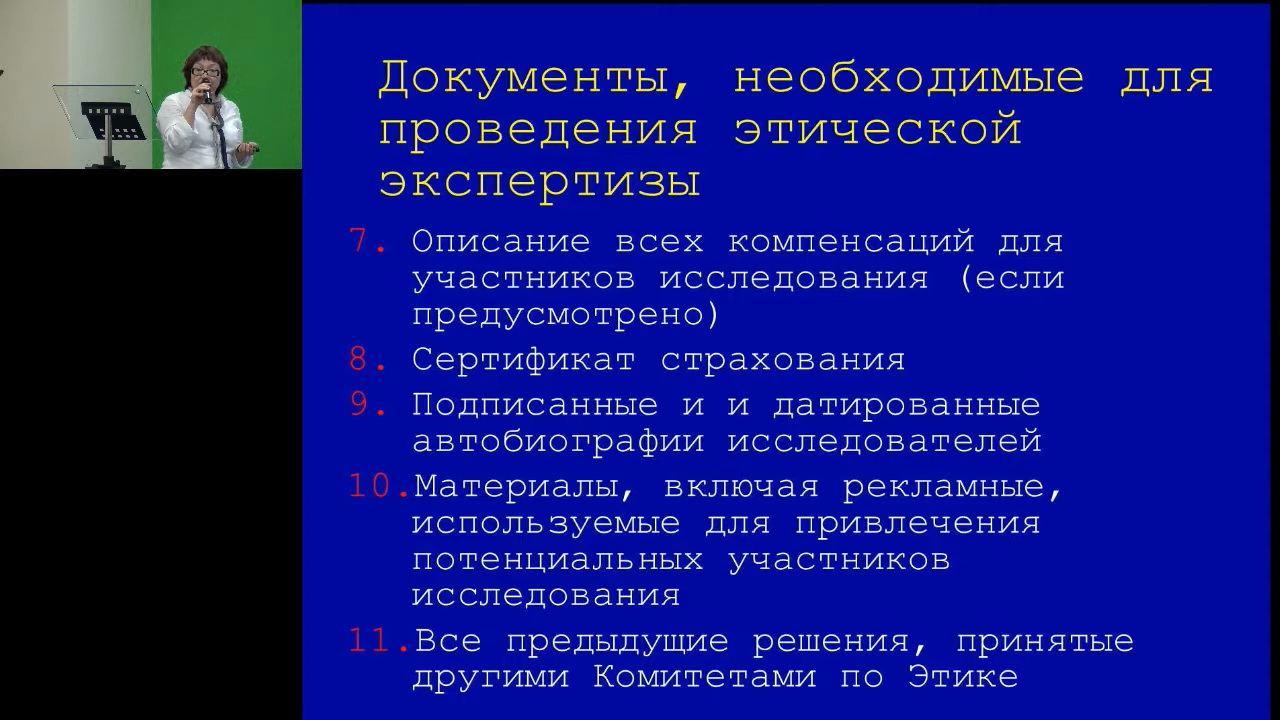 Документы, необходимые для
проведения этической
экспертизы
7. Описание всех компенсаций для
участников исследования (если
предусмотрено)
8. Сертификат страхования
9. Подписанные и и датированные
автобиографии исследователей
10.Материалы, включая рекламные,
используемые для привлечения
потенциальных участников
исследования
11.Все предыдущие решения, принятые
другими Комитетами по Этике